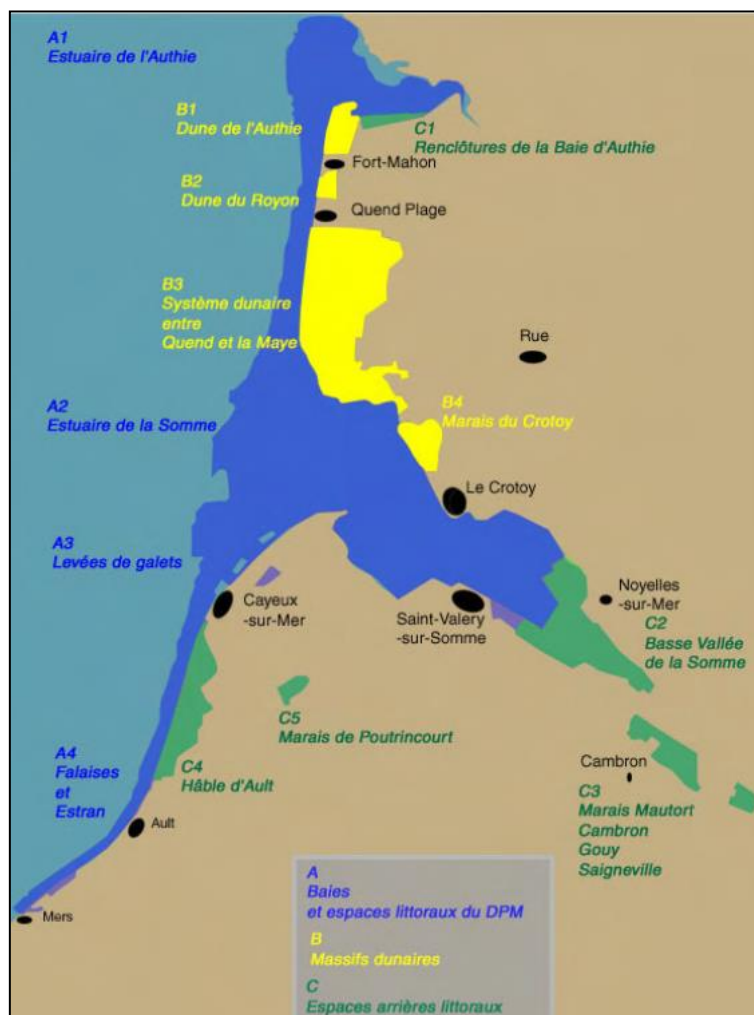 A1
Estuaire de l'Authie
B1
Dune de l'Authie
C1
Renclôtures de la Baie d'Authie
Fort-Mahon
B2
Dune du Royon
Quend Plage
B3
Système dunaire
entre
Quend et la Maye
Rue
A2
Estuaire de la Somme
B4
Marais du Crotoy
Le Crotoy
A3
Levées de galets
Cayeux
-sur-Mer
Saint-Valery
-sur-Somme
Noyelles
-sur-Mer
C2
Basse Vallée
de la Somme
C5
Marais de Poutrincourt
A4
Falaises
et
Estran
C4
Hâble d'Ault
Cambron
C3
Marais Mautort
Cambron
Gouy
Saigneville
Ault
Mers
A
Baies
et espaces littoraux du DPM
B
Massifs dunaires
C
Espaces arrières littoraux